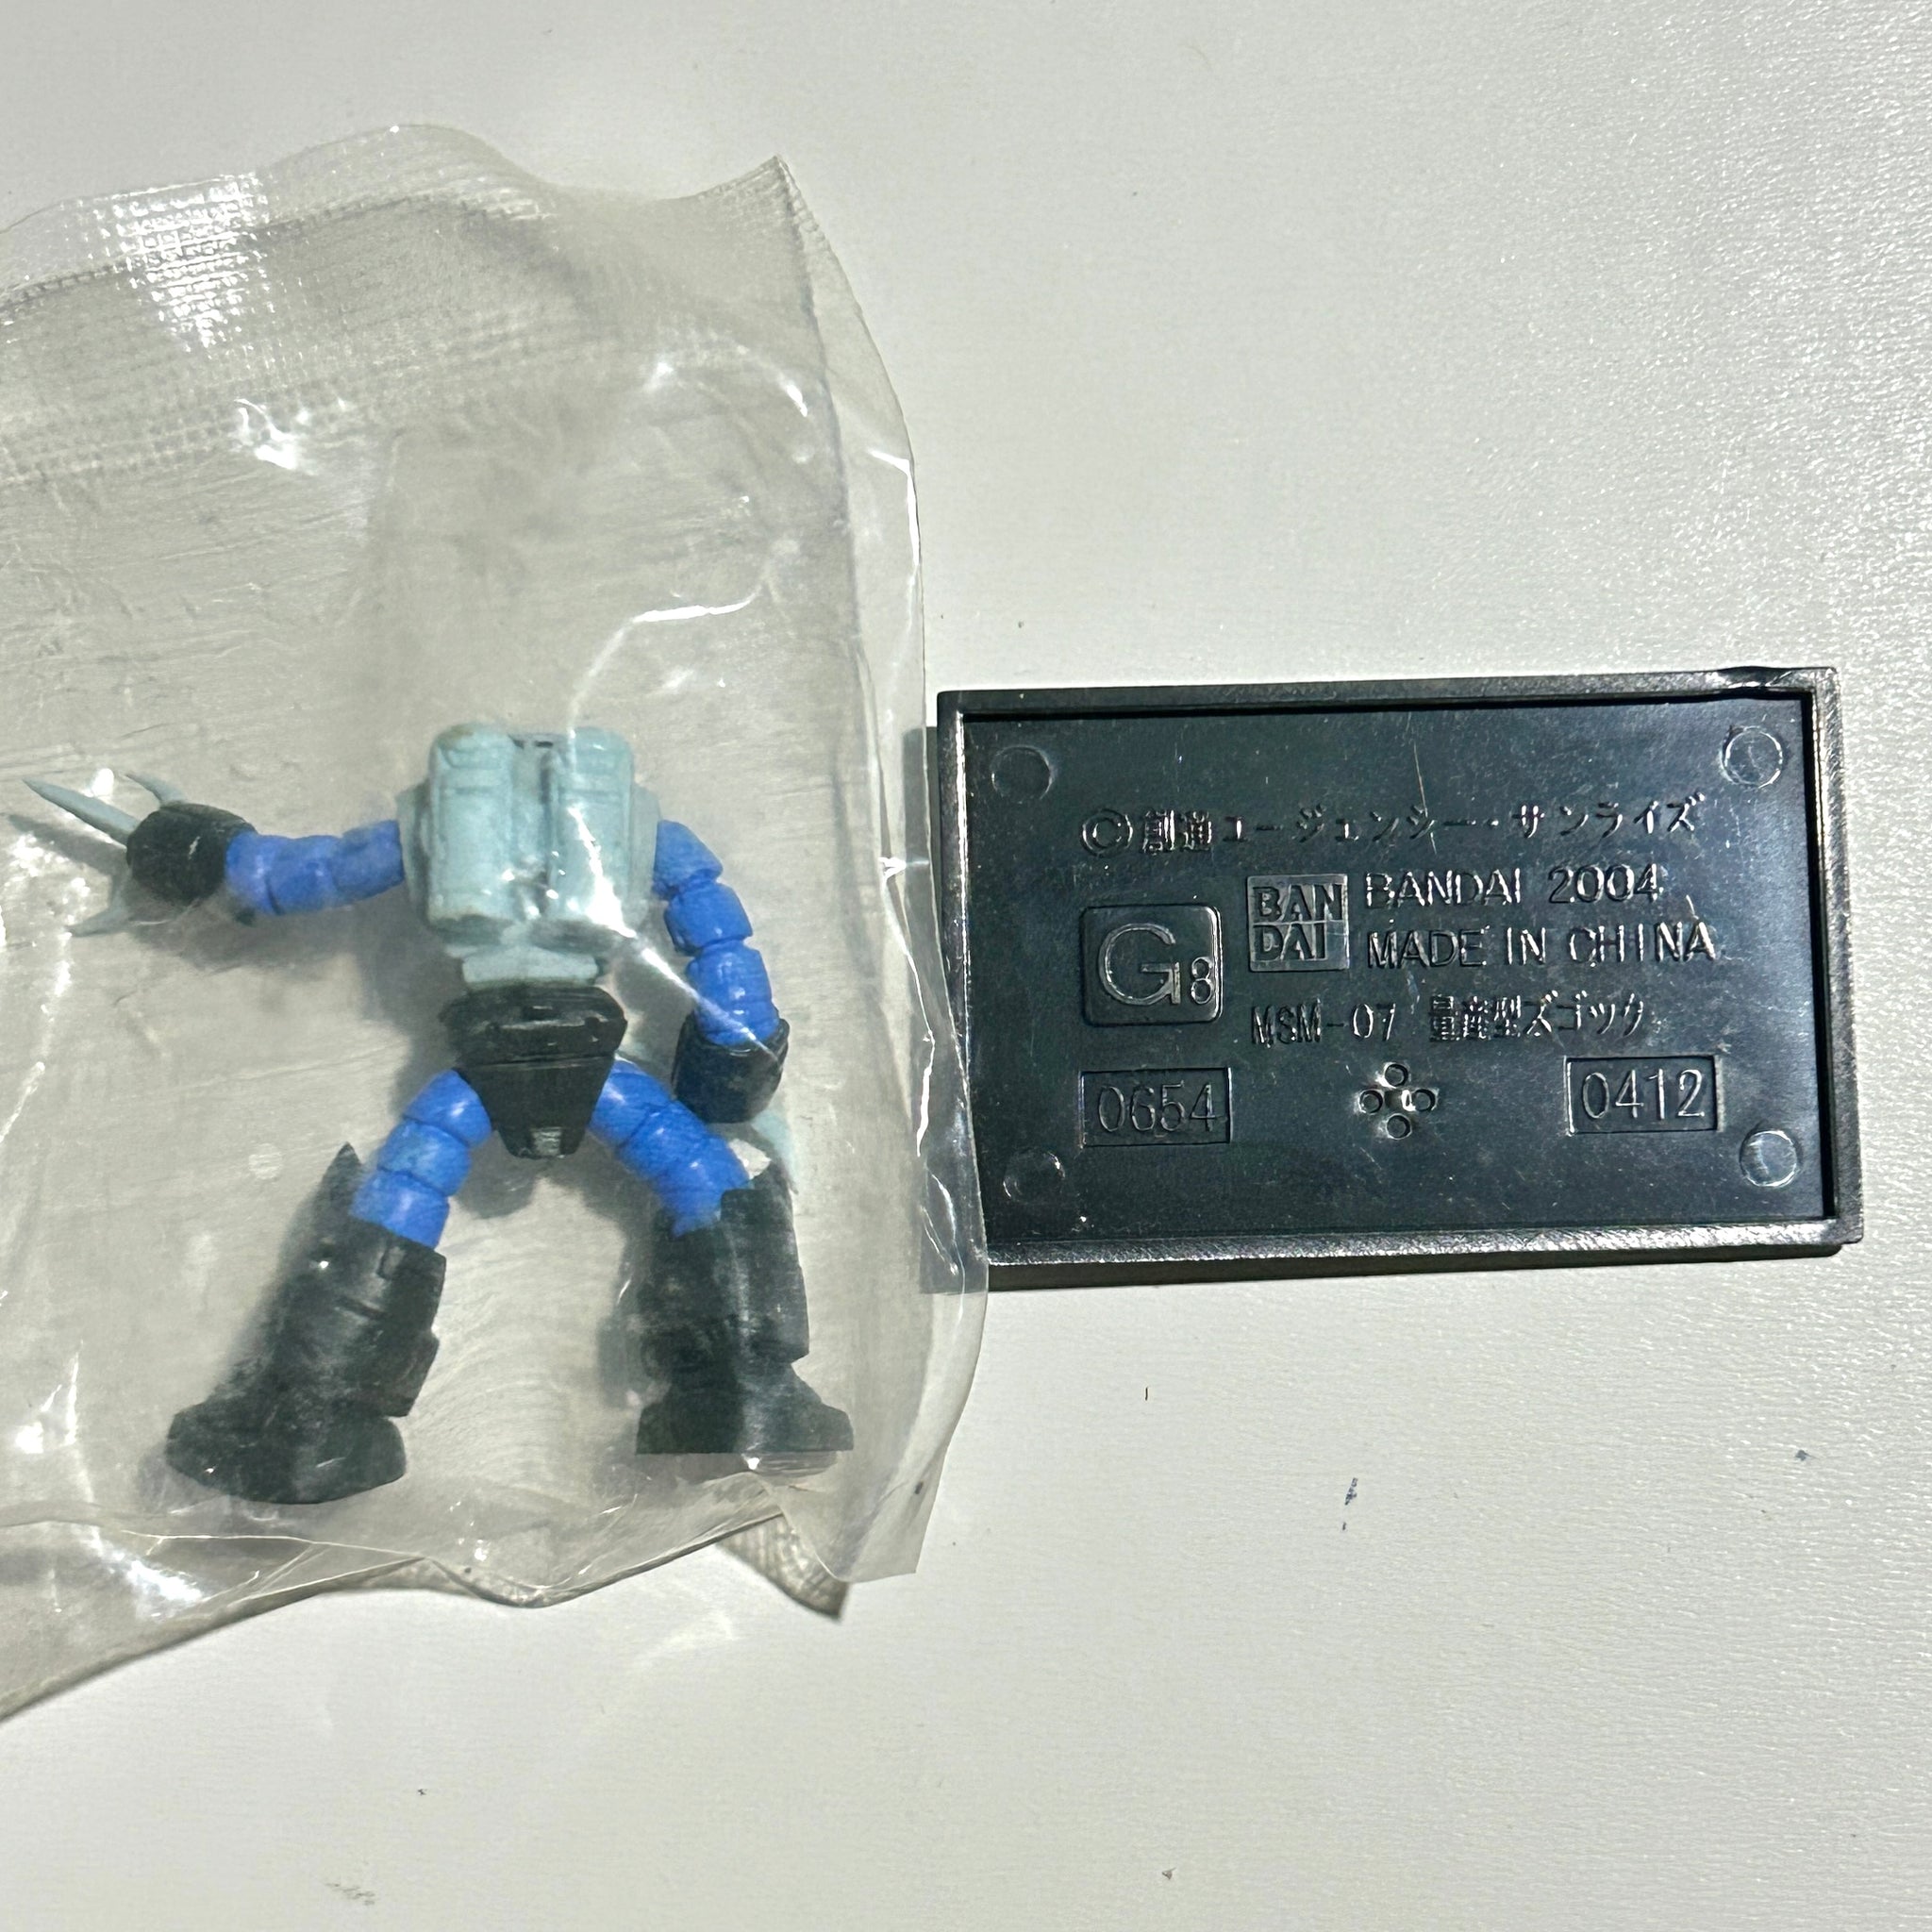 ©創通エージェンシー・サンライズ
BAN
DAI
BANDAI 2004
MADE IN CHINA
G8
MSM-07 量産型ズゴック
0654
0412